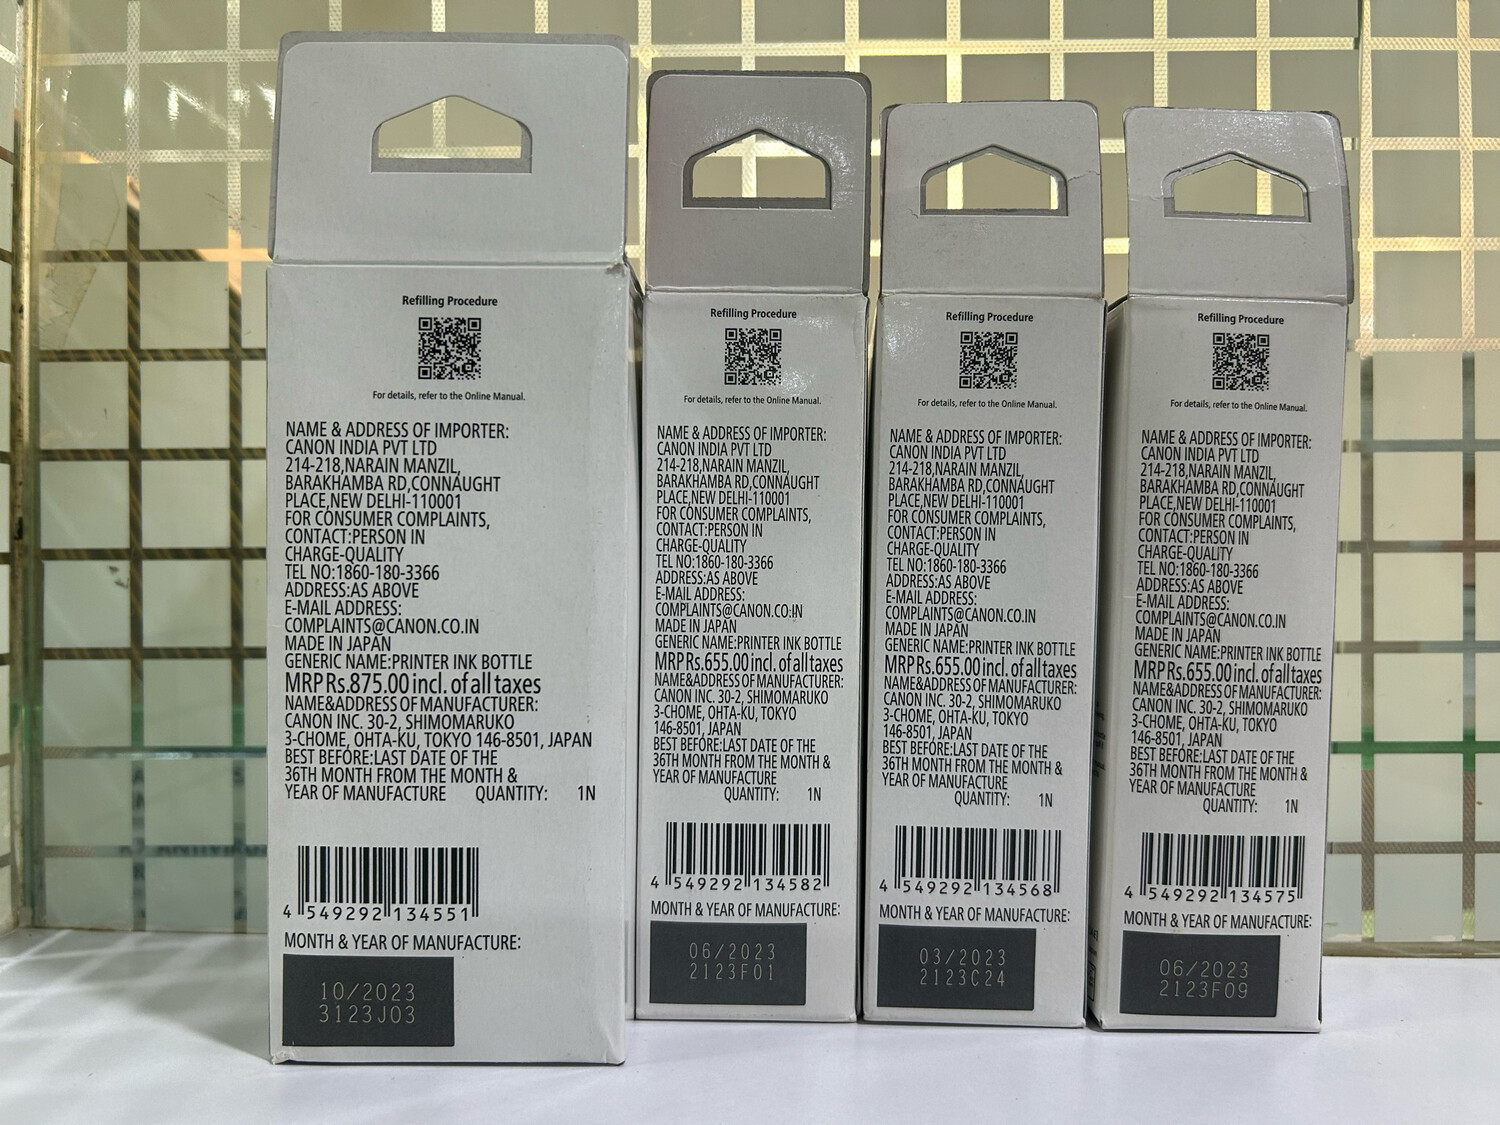 Refilling Procedure
For details, refer to the Online Manual.
NAME & ADDRESS OF IMPORTER:
CANON INDIA PVT LTD
214-218,NARAIN MANZIL,
BARAKHAMBA RD,CONNAUGHT
PLACE,NEW DELHI-110001
FOR CONSUMER COMPLAINTS,
CONTACT:PERSON IN
CHARGE-QUALITY
TEL NO:1860-180-3366
ADDRESS:AS ABOVE
E-MAIL ADDRESS:
COMPLAINTS@CANON.CO.IN
MADE IN JAPAN
GENERIC NAME:PRINTER INK BOTTLE
MRP Rs.875.00 incl. of all taxes
NAME&ADDRESS OF MANUFACTURER:
CANON INC. 30-2, SHIMOMARUKO
3-CHOME, OHTA-KU, TOKYO 146-8501, JAPAN
BEST BEFORE:LAST DATE OF THE
36TH MONTH FROM THE MONTH &
YEAR OF MANUFACTURE QUANTITY: 1N
4 549292 134551
MONTH & YEAR OF MANUFACTURE:
10/2023
3123J03
Refilling Procedure
For details, refer to the Online Manual.
NAME & ADDRESS OF IMPORTER:
CANON INDIA PVT LTD
214-218,NARAIN MANZIL,
BARAKHAMBA RD,CONNAUGHT
PLACE,NEW DELHI-110001
FOR CONSUMER COMPLAINTS,
CONTACT:PERSON IN
CHARGE-QUALITY
TEL NO:1860-180-3366
ADDRESS:AS ABOVE
E-MAIL ADDRESS:
COMPLAINTS@CANON.CO.IN
MADE IN JAPAN
GENERIC NAME:PRINTER INK BOTTLE
MRP Rs.655.00 incl. of all taxes
NAME&ADDRESS OF MANUFACTURER:
CANON INC. 30-2, SHIMOMARUKO
3-CHOME, OHTA-KU, TOKYO
146-8501, JAPAN
BEST BEFORE:LAST DATE OF THE
36TH MONTH FROM THE MONTH &
YEAR OF MANUFACTURE
QUANTITY: 1N
4 549292 134582
MONTH & YEAR OF MANUFACTURE:
06/2023
2123F01
Refilling Procedure
For details, refer to the Online Manual.
NAME & ADDRESS OF IMPORTER:
CANON INDIA PVT LTD
214-218,NARAIN MANZIL,
BARAKHAMBA RD,CONNAUGHT
PLACE,NEW DELHI-110001
FOR CONSUMER COMPLAINTS,
CONTACT:PERSON IN
CHARGE-QUALITY
TEL NO:1860-180-3366
ADDRESS:AS ABOVE
E-MAIL ADDRESS:
COMPLAINTS@CANON.CO.IN
MADE IN JAPAN
GENERIC NAME:PRINTER INK BOTTLE
MRP Rs.655.00 incl. of all taxes
NAME&ADDRESS OF MANUFACTURER:
CANON INC. 30-2, SHIMOMARUKO
3-CHOME, OHTA-KU, TOKYO
146-8501, JAPAN
BEST BEFORE:LAST DATE OF THE
36TH MONTH FROM THE MONTH &
YEAR OF MANUFACTURE
QUANTITY: 1N
4 549292 134568
MONTH & YEAR OF MANUFACTURE:
03/2023
2123C24
Refilling Procedure
For details, refer to the Online Manual.
NAME & ADDRESS OF IMPORTER:
CANON INDIA PVT LTD
214-218,NARAIN MANZIL,
BARAKHAMBA RD,CONNAUGHT
PLACE,NEW DELHI-110001
FOR CONSUMER COMPLAINTS,
CONTACT:PERSON IN
CHARGE-QUALITY
TEL NO:1860-180-3366
ADDRESS:AS ABOVE
E-MAIL ADDRESS:
COMPLAINTS@CANON.CO.IN
MADE IN JAPAN
GENERIC NAME:PRINTER INK BOTTLE
MRP Rs.655.00 incl. of all taxes
NAME&ADDRESS OF MANUFACTURER:
CANON INC. 30-2, SHIMOMARUKO
3-CHOME, OHTA-KU, TOKYO
146-8501, JAPAN
BEST BEFORE:LAST DATE OF THE
36TH MONTH FROM THE MONTH &
YEAR OF MANUFACTURE
QUANTITY: 1N
4 549292 134575
MONTH & YEAR OF MANUFACTURE:
06/2023
2123F09